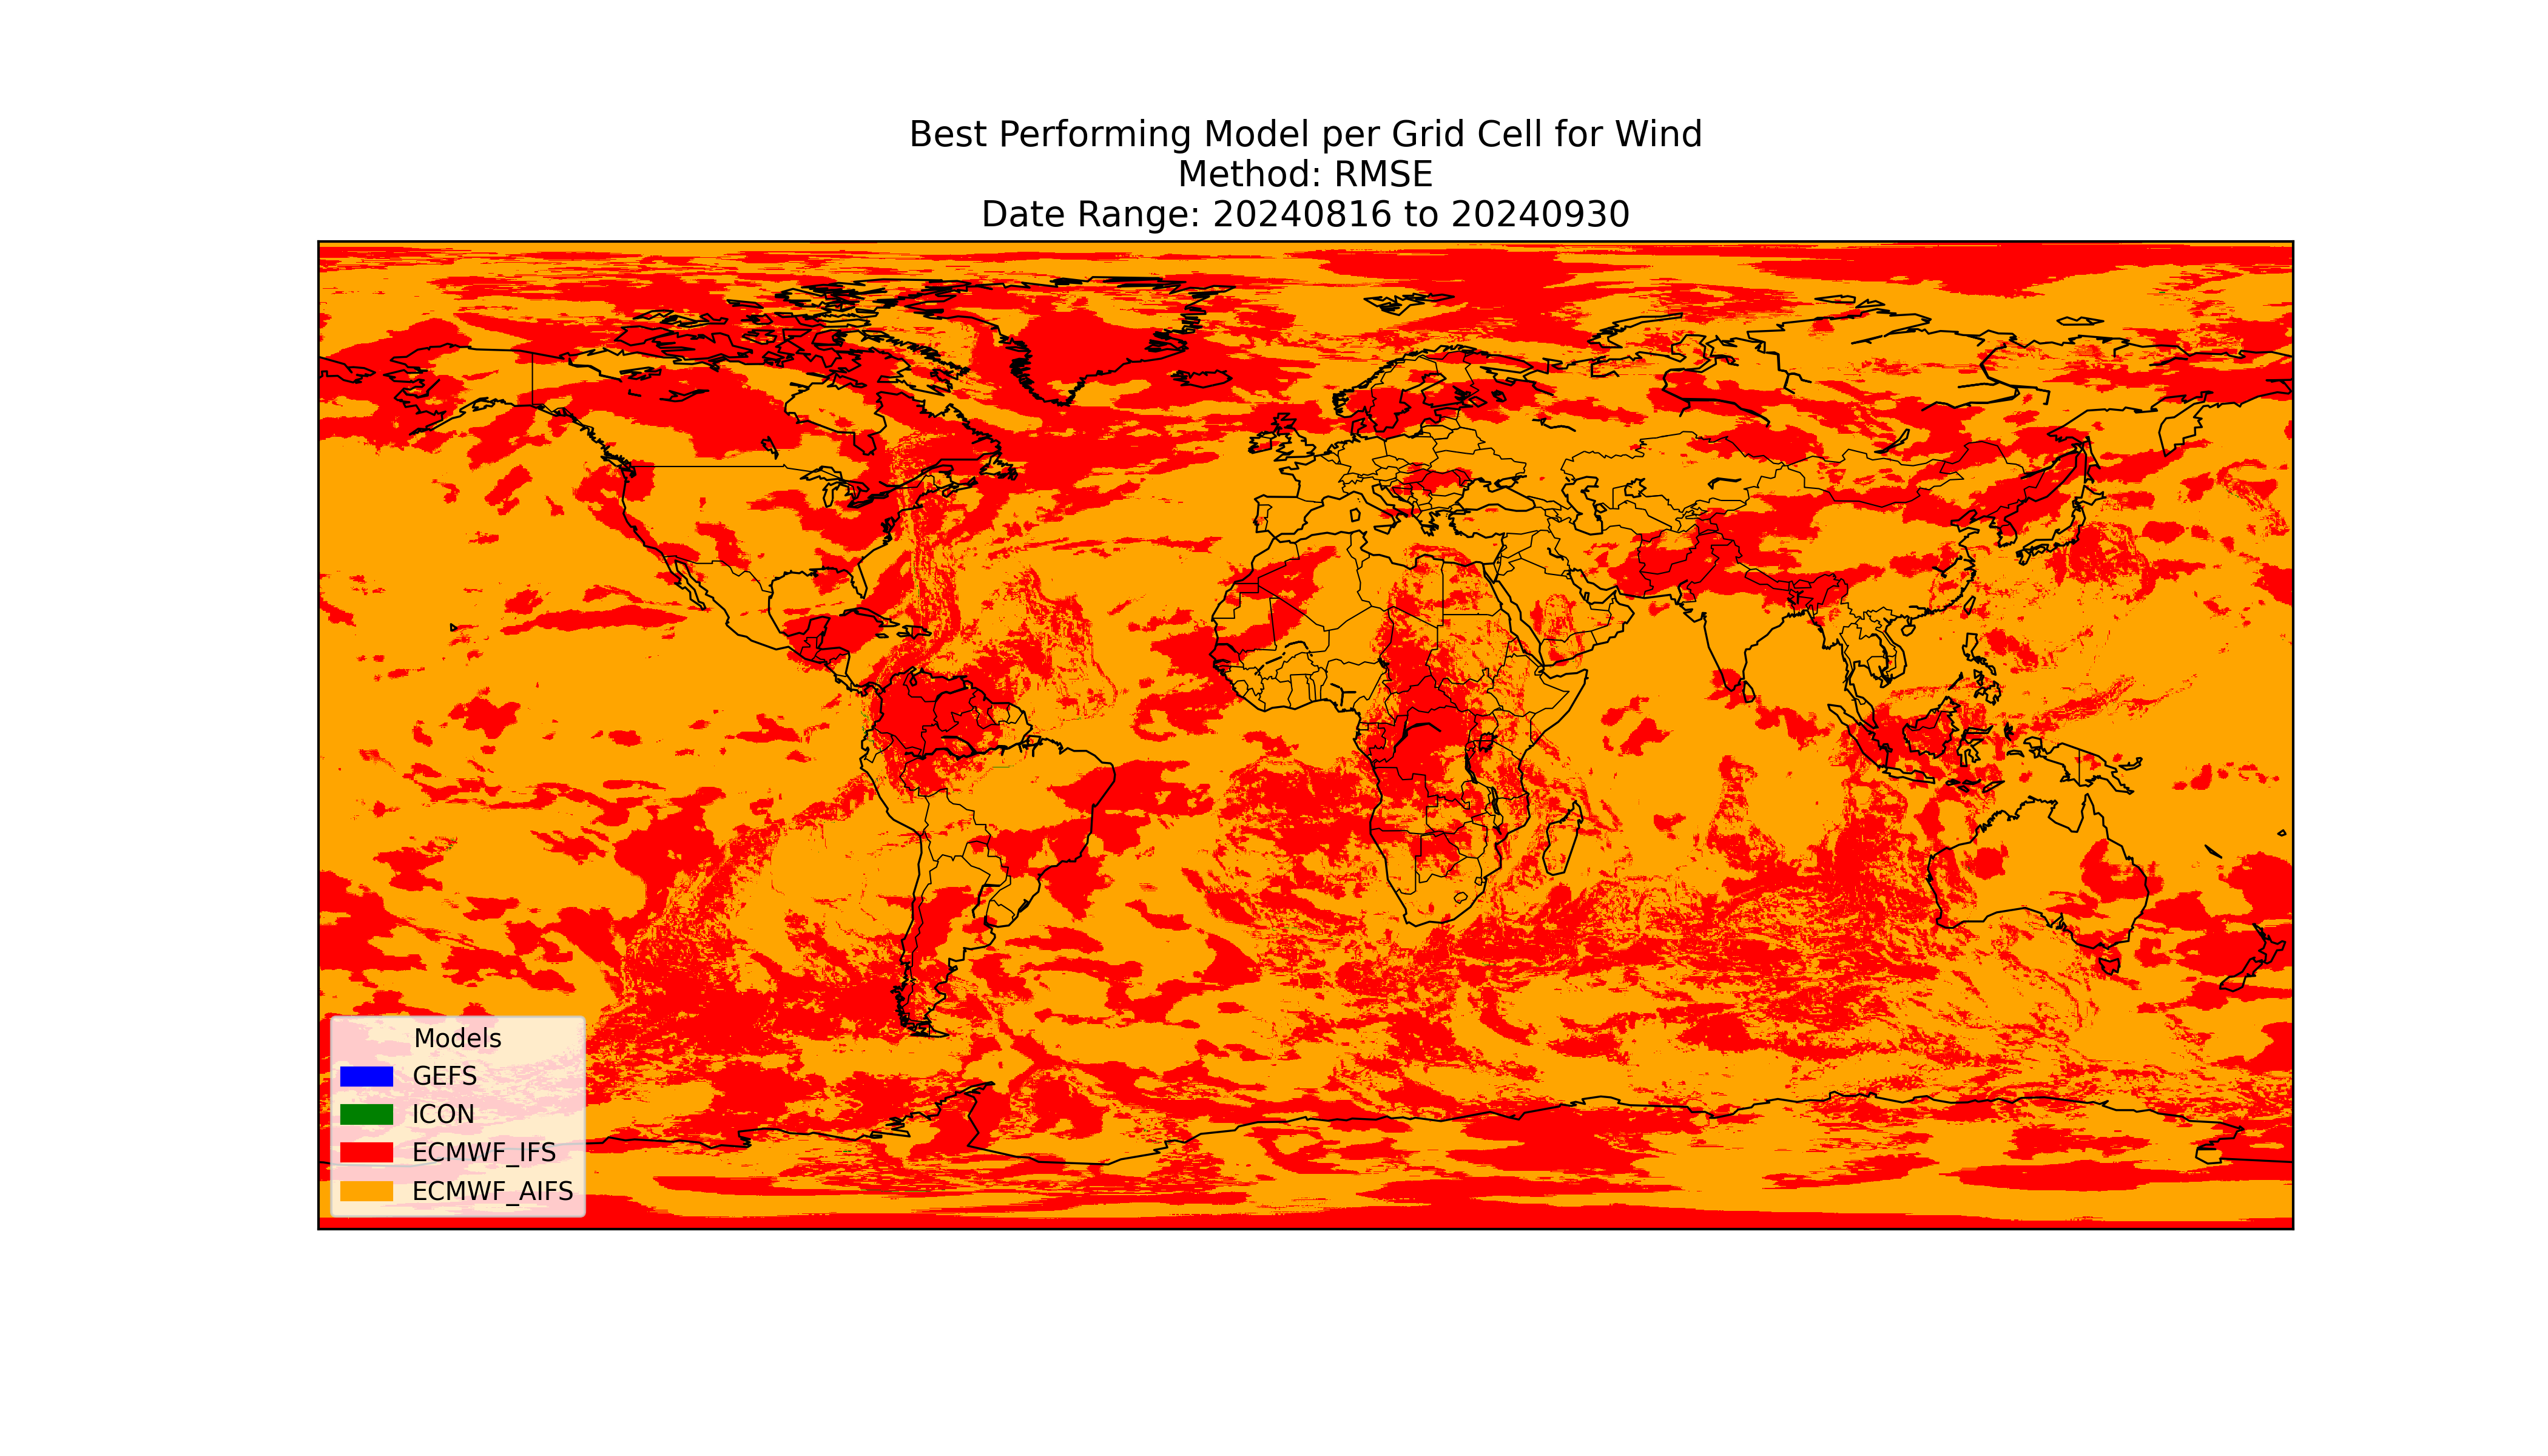 Best Performing Model per Grid Cell for Wind
Method: RMSE
Date Range: 20240816 to 20240930
Models
GEFS
ICON
ECMWF_IFS
ECMWF_AIFS